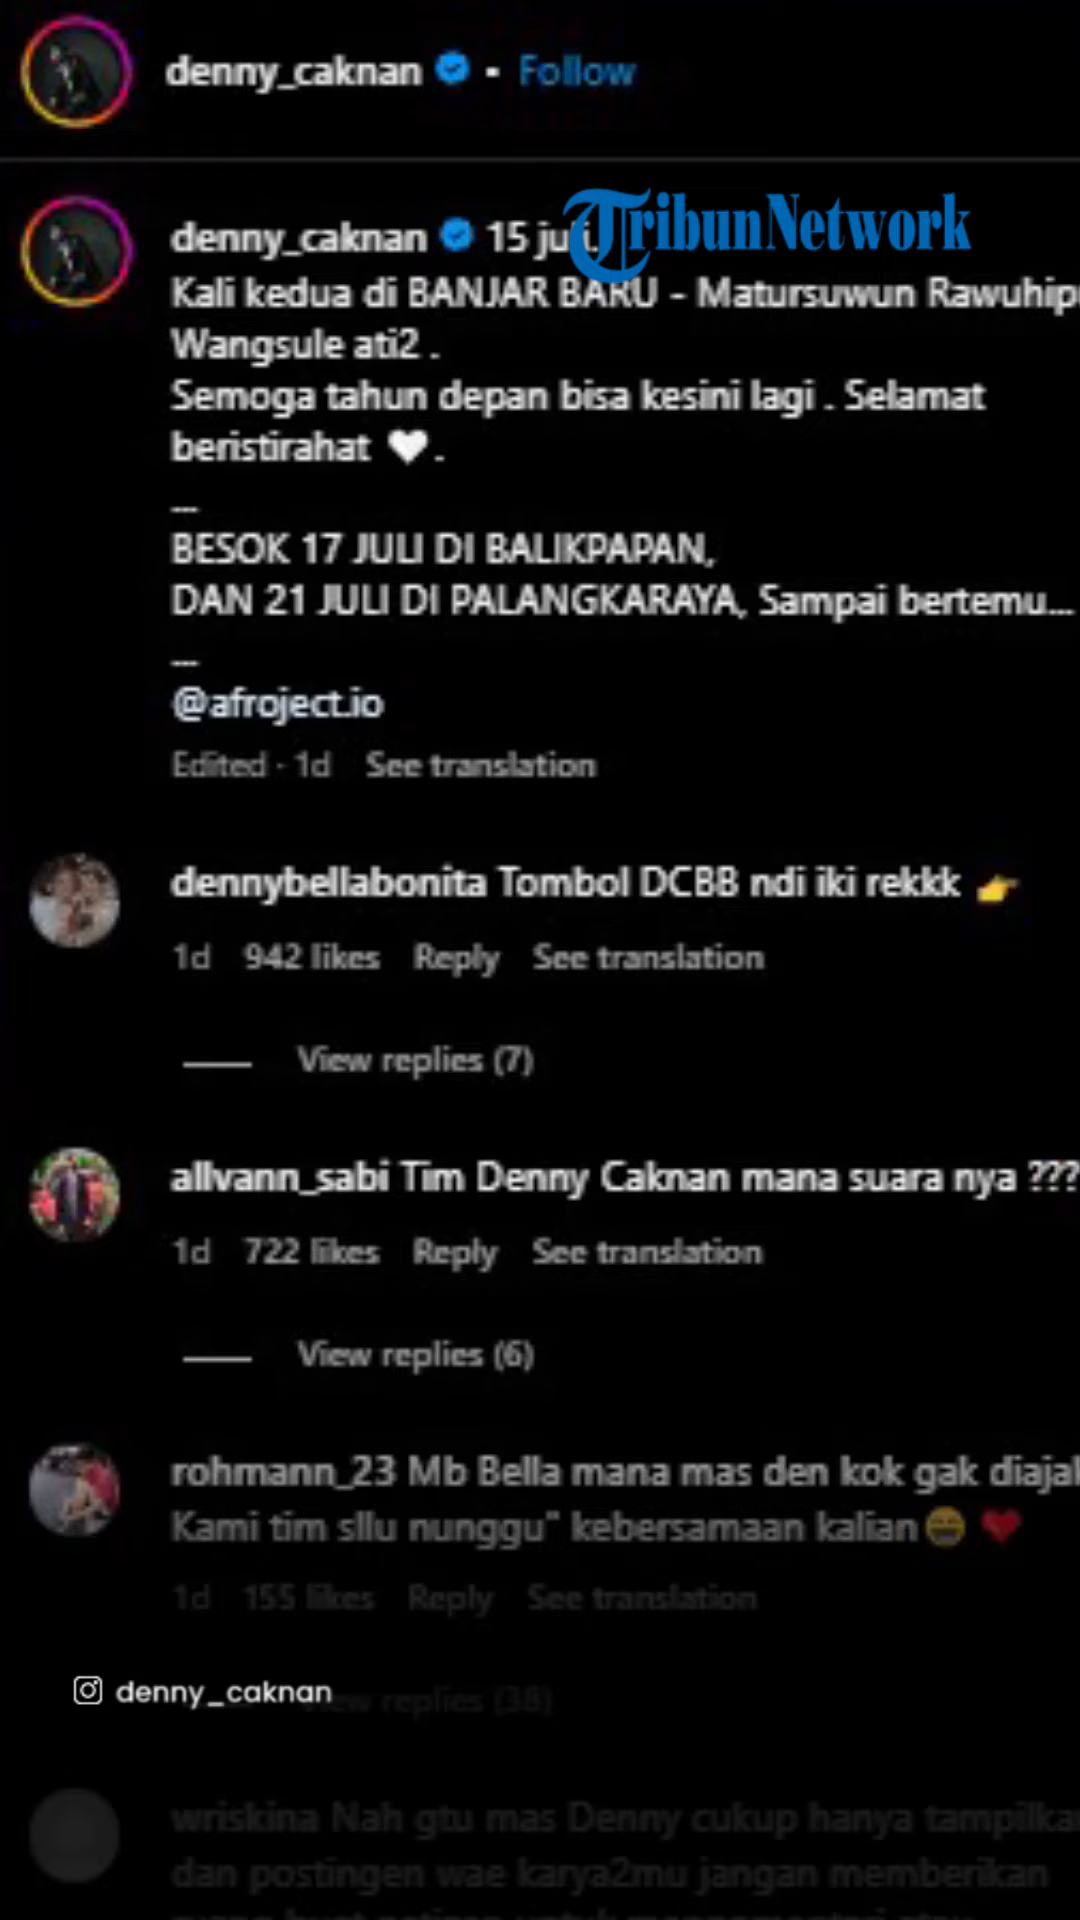 denny_caknan • Follow
TribunNetwork
denny_caknan 15 juli.
Kali kedua di BANJAR BARU - Matursuwun
Wangsule ati2 .
Semoga tahun depan bisa kesini lagi . Selamat
beristirahat 🤍 .
---
BESOK 17 JULI DI BALIKPAPAN,
DAN 21 JULI DI PALANGKARAYA, Sampai bertemu...
---
@afroject.io
Edited · 1d See translation
dennybellabonita Tombol DCBB ndi iki rekkk 👉
1d 942 likes Reply See translation
View replies (7)
allvann_sabi Tim Denny Caknan mana suara nya ???
1d 722 likes Reply See translation
View replies (6)
rohmann_23 Mb Bella mana mas den kok gak
Kami tim sllu nunggu" kebersamaan kalian😄 ❤️
1d 155 likes Reply See translation
denny_caknan
View replies (38)
wriskina Nah gtu mas Denny cukup hanya
dan postingen wae karya2mu jangan memberikan